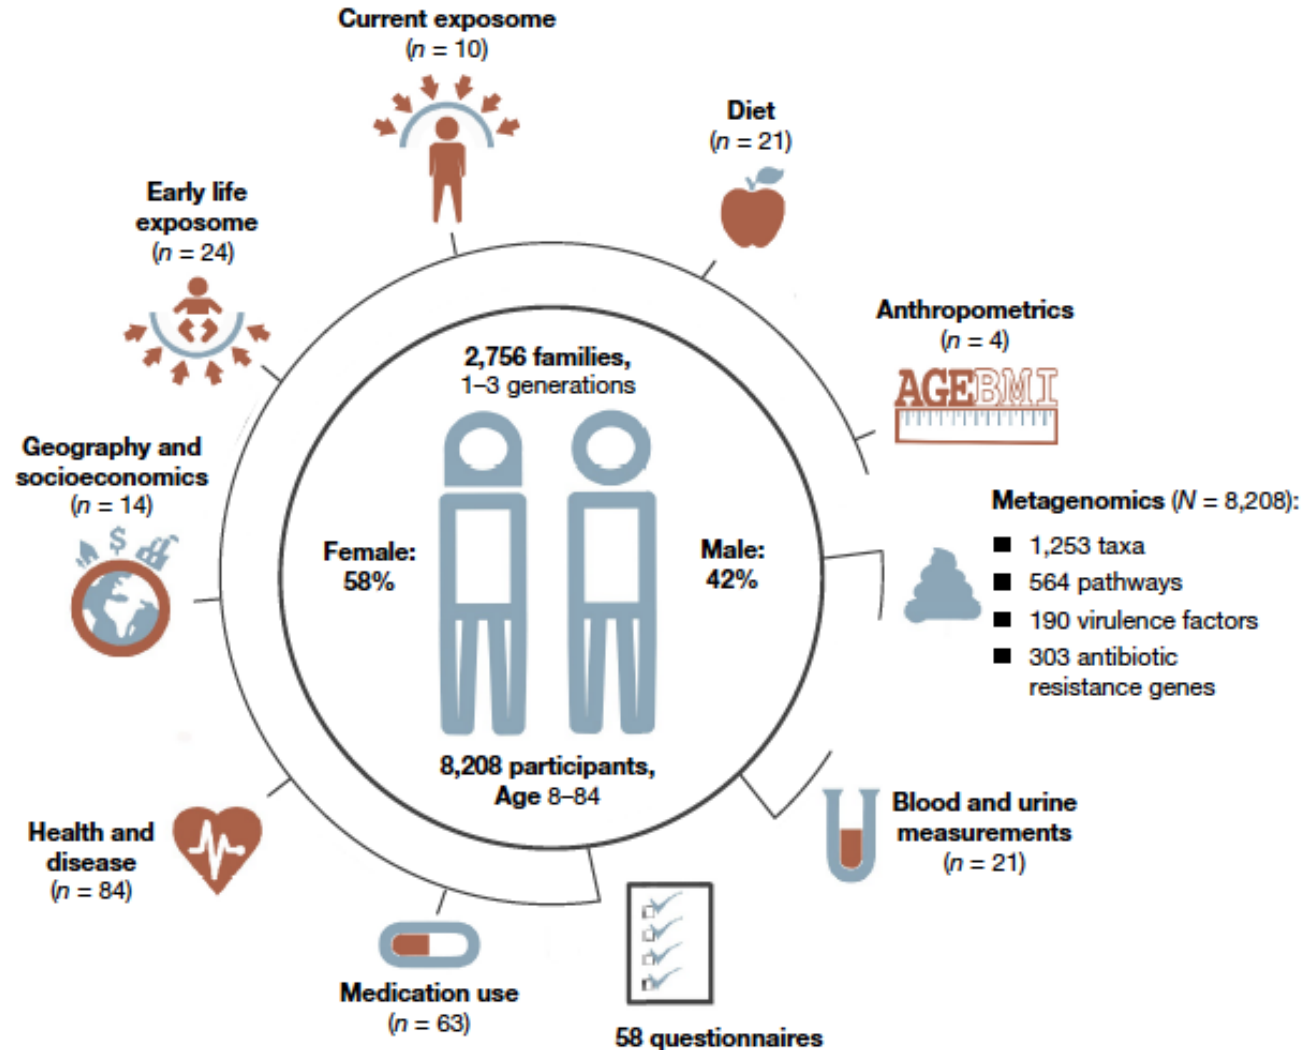 Current exposome
(n = 10)
Diet
(n = 21)
Early life
exposome
(n = 24)
Anthropometrics
(n = 4)
AGEBMI
2,756 families,
1–3 generations
Geography and
socioeconomics
(n = 14)
$
Metagenomics (N = 8,208):
■ 1,253 taxa
■ 564 pathways
■ 190 virulence factors
■ 303 antibiotic
resistance genes
Female:
58%
Male:
42%
8,208 participants,
Age 8–84
Blood and urine
measurements
(n = 21)
Health and
disease
(n = 84)
Medication use
(n = 63)
58 questionnaires